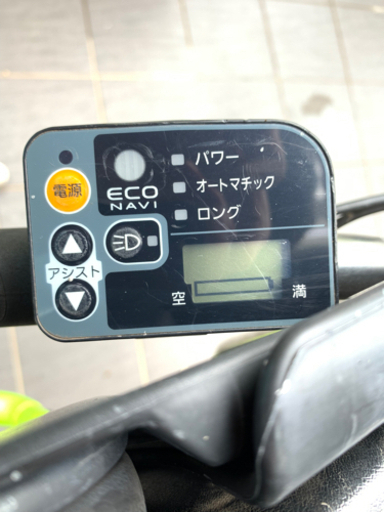 電源
ECO
NAVI
アシスト
パワー
オートマチック
ロング
空 満